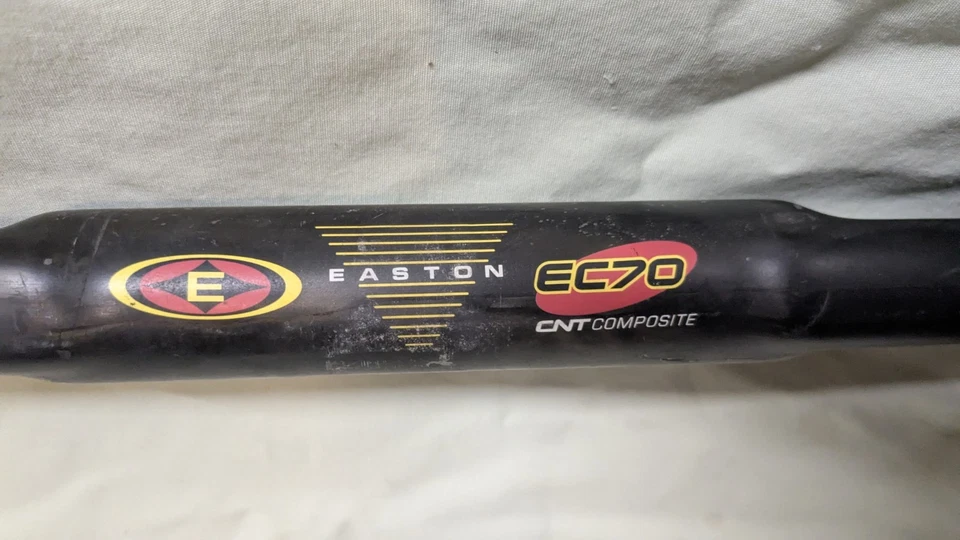 E
EASTON
EC70
CNT COMPOSITE